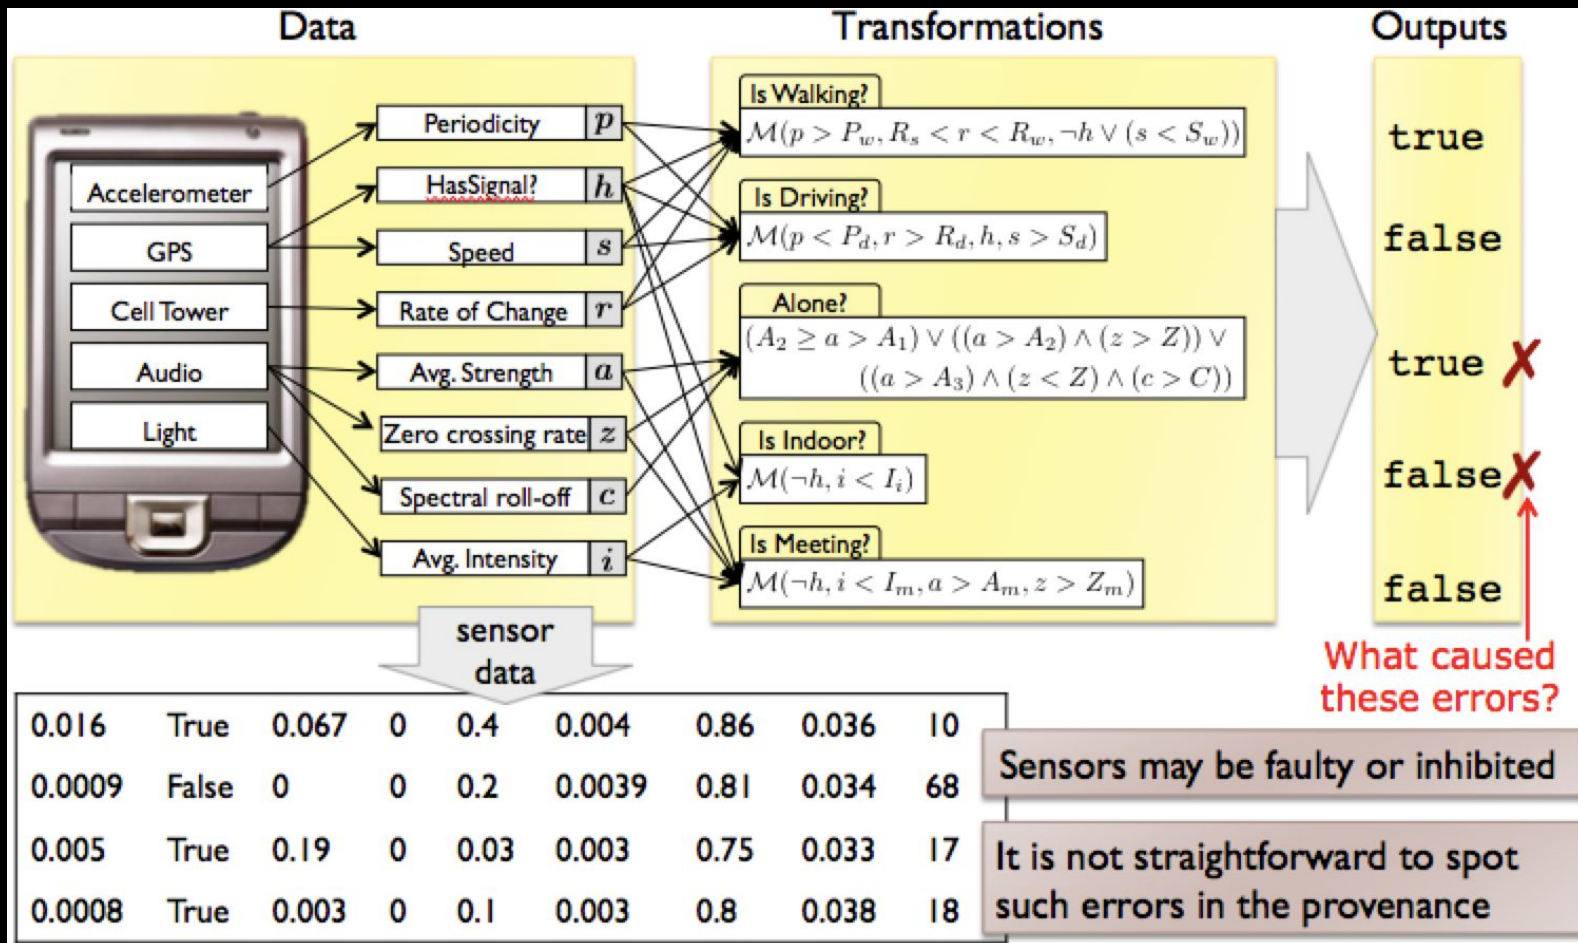 Data
Transformations
Outputs
Accelerometer
GPS
Cell Tower
Audio
Light
Periodicity p
HasSignal? h
Speed s
Rate of Change r
Avg. Strength a
Zero crossing rate z
Spectral roll-off c
Avg. Intensity i
Is Walking?
ℳ(p > P_w, R_s < r < R_w, ¬h ∨ (s < S_w))
Is Driving?
ℳ(p < P_d, r > R_d, h, s > S_d)
Alone?
(A_2 ≥ a > A_1) ∨ ((a > A_2) ∧ (z > Z)) ∨
((a > A_3) ∧ (z < Z) ∧ (c > C))
Is Indoor?
ℳ(¬h, i < I_i)
Is Meeting?
ℳ(¬h, i < I_m, a > A_m, z > Z_m)
true
false
true ✗
false ✗
false
What caused
these errors?
sensor
data
0.016 True 0.067 0 0.4 0.004 0.86 0.036 10
0.0009 False 0 0 0.2 0.0039 0.81 0.034 68
0.005 True 0.19 0 0.03 0.003 0.75 0.033 17
0.0008 True 0.003 0 0.1 0.003 0.8 0.038 18
Sensors may be faulty or inhibited
It is not straightforward to spot
such errors in the provenance